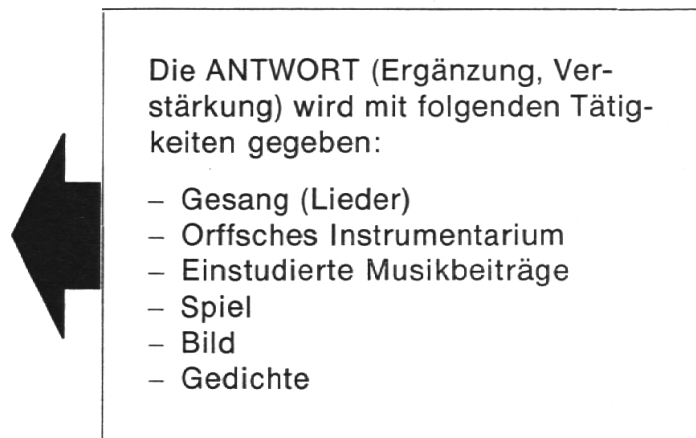 Die ANTWORT (Ergänzung, Ver-
stärkung) wird mit folgenden Tätig-
keiten gegeben:
– Gesang (Lieder)
– Orffsches Instrumentarium
– Einstudierte Musikbeiträge
– Spiel
– Bild
– Gedichte